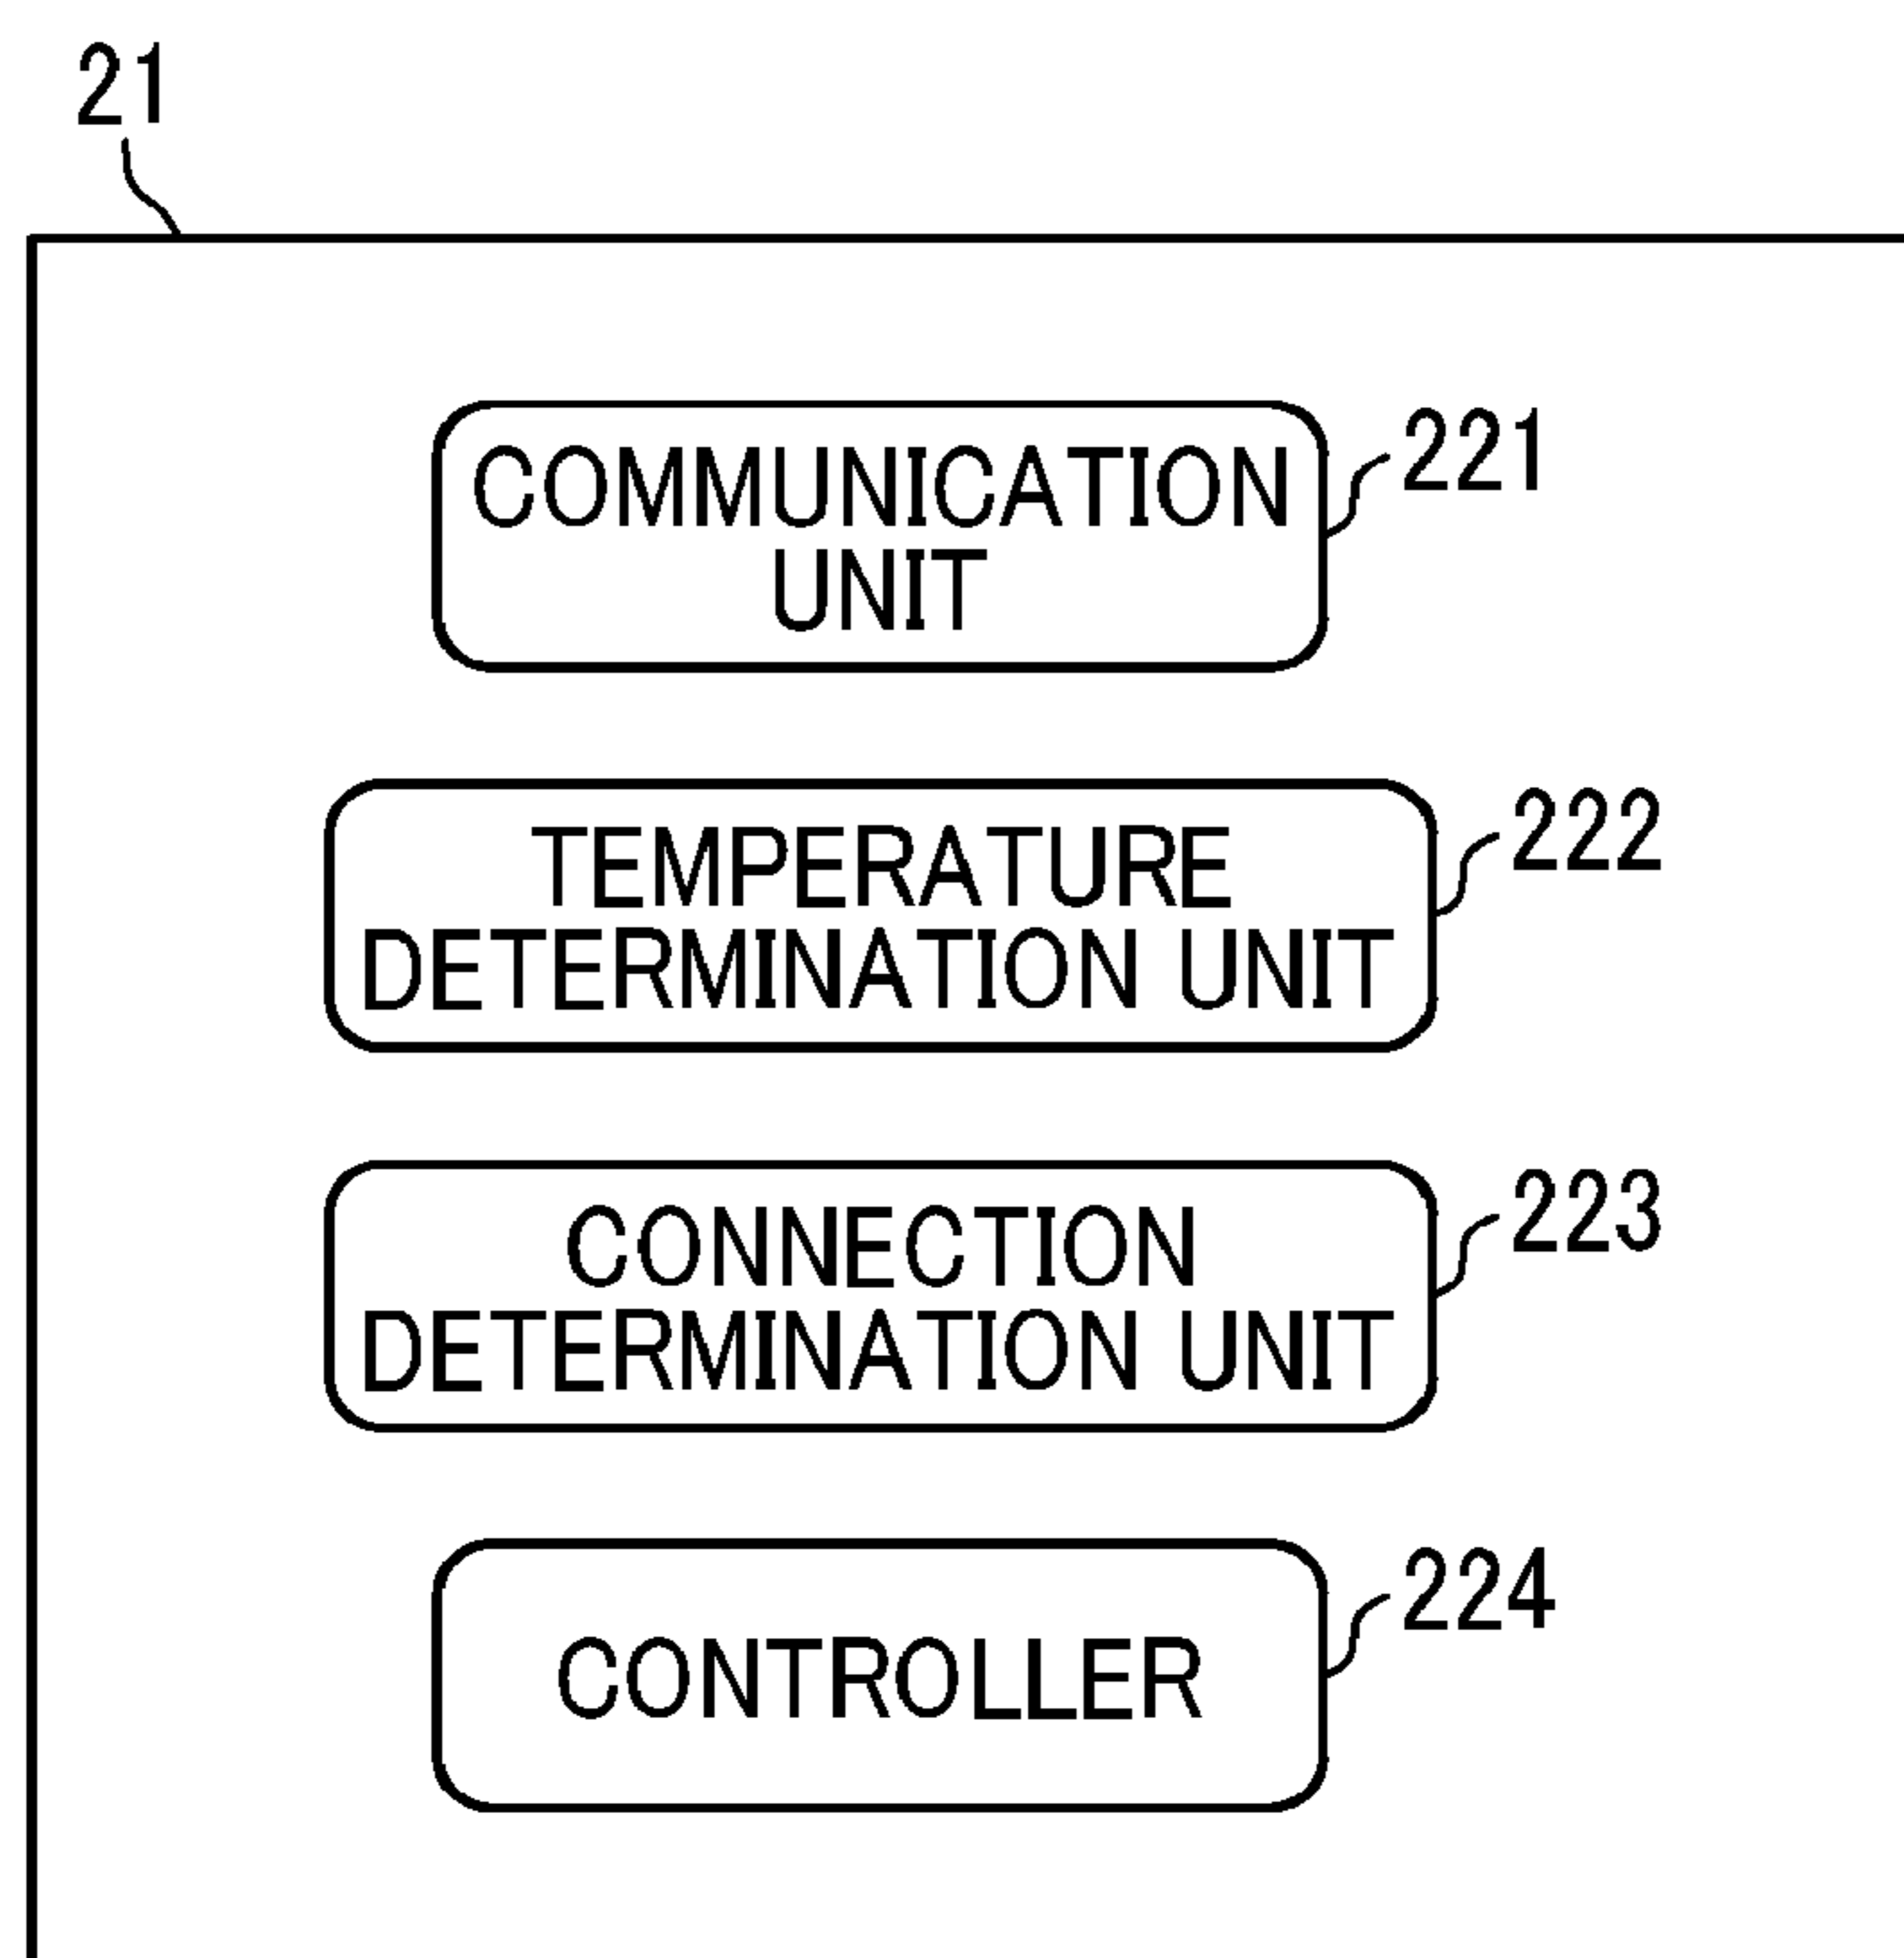 21
COMMUNICATION
UNIT
221
TEMPERATURE
DETERMINATION UNIT
222
CONNECTION
DETERMINATION UNIT
223
CONTROLLER
224